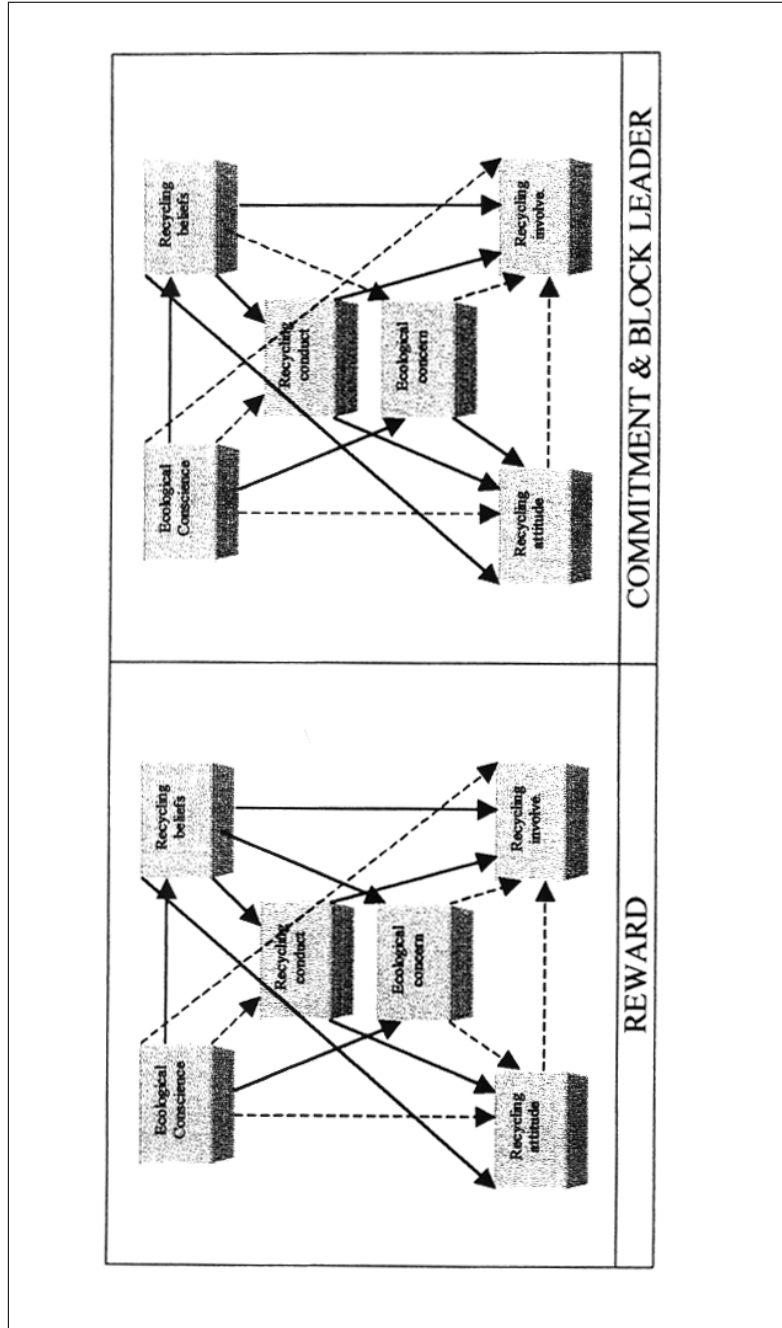 Ecological
Conscience
Recycling
beliefs
Recycling
conduct
Ecological
concern
Recycling
attitude
Recycling
involve.
REWARD
Ecological
Conscience
Recycling
beliefs
Recycling
conduct
Ecological
concern
Recycling
attitude
Recycling
involve.
COMMITMENT & BLOCK LEADER